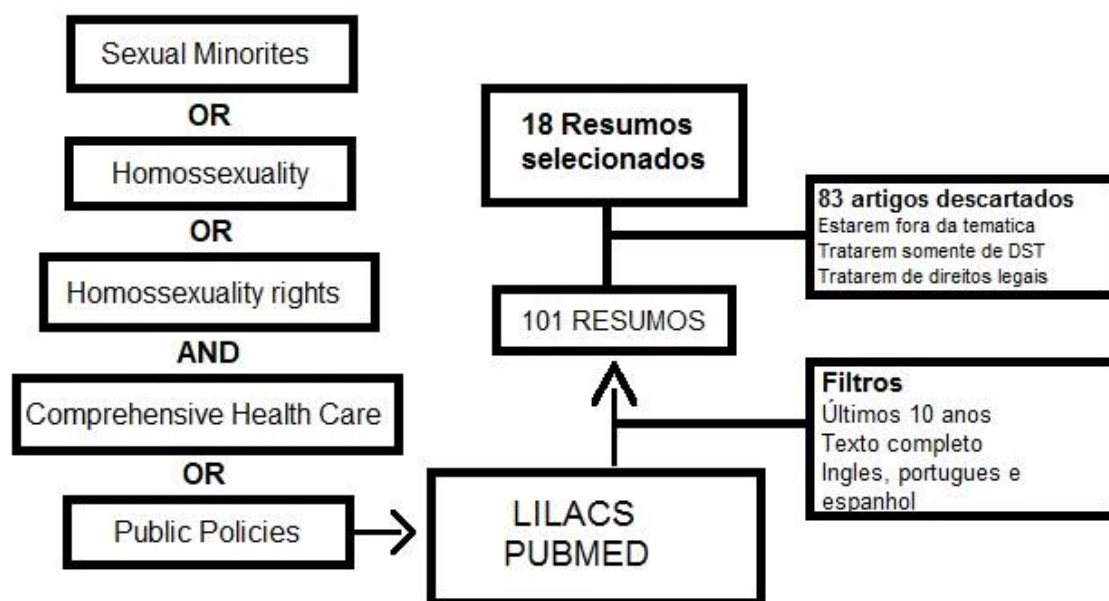 Sexual Minorites
OR
Homossexuality
OR
Homossexuality rights
AND
Comprehensive Health Care
OR
Public Policies
LILACS
PUBMED
Filtros
Últimos 10 anos
Texto completo
Ingles, portugues e
espanhol
101 RESUMOS
83 artigos descartados
Estarem fora da tematica
Tratarem somente de DST
Tratarem de direitos legais
18 Resumos
selecionados